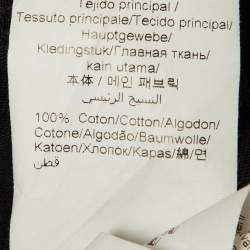 Tejido principal /
Tessuto principale/Tecido principal/
Hauptgewebe/
Kledingstuk/Главная ткань/
kain utama/
本体 / 메인 패브릭
النسيج الرئيسي
100% Coton/Cotton/Algodon/
Cotone/Algodão/Baumwolle/
Katoen/Хлопок/Kapas/綿/면
قطن